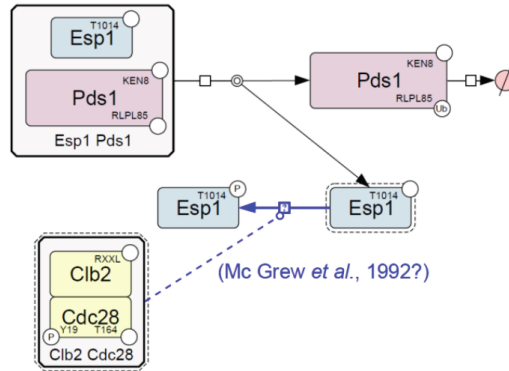 T1014
Esp1
KEN8
Pds1
RLPL85
Esp1 Pds1
KEN8
Pds1
RLPL85
Ub
T1014
P
Esp1
?
T1014
Esp1
(Mc Grew et al., 1992?)
RXXL
Clb2
Cdc28
P
Y19
T164
Clb2 Cdc28